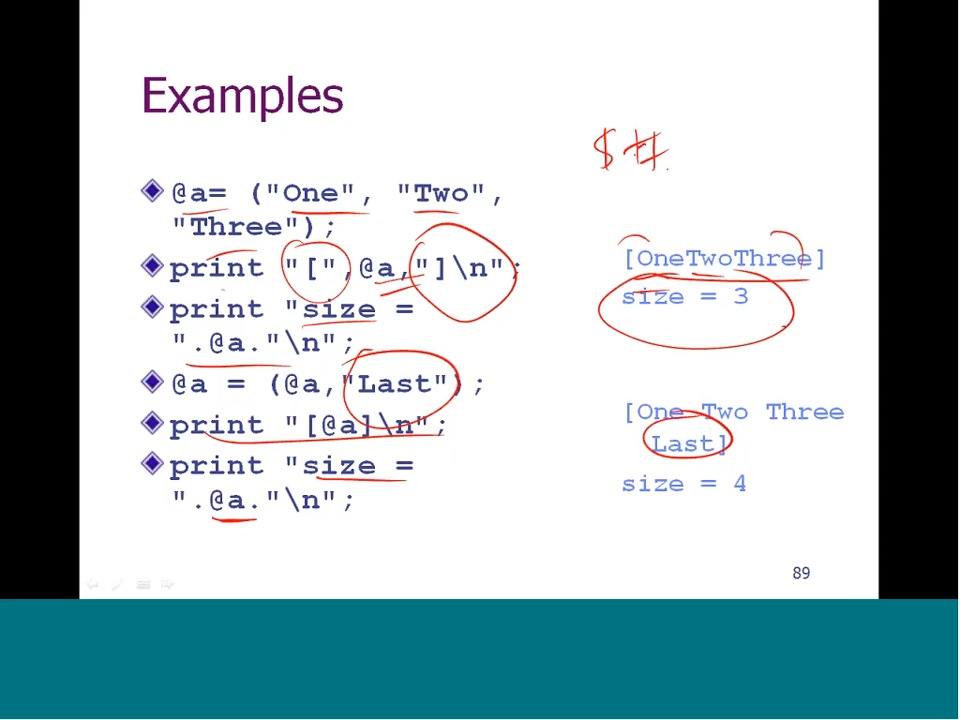 Examples
$#
@a= ("One", "Two",
"Three");
print "[",@a,"]\n";
print "size =
".@a."\n";
@a = (@a,"Last");
print "[@a]\n";
print "size =
".@a."\n";
[OneTwoThree]
size = 3
[One Two Three
Last]
size = 4
89